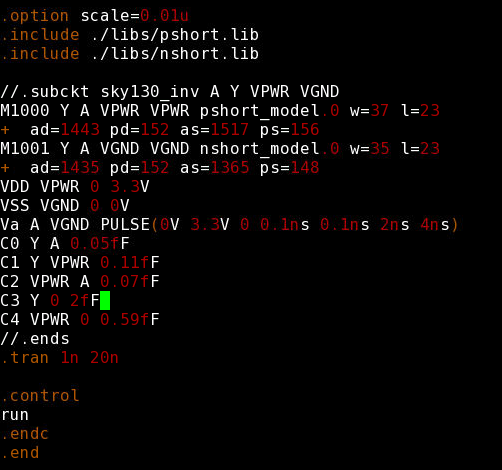 .option scale=0.01u
.include ./libs/pshort.lib
.include ./libs/nshort.lib
//.subckt sky130_inv A Y VPWR VGND
M1000 Y A VPWR VPWR pshort_model.0 w=37 l=23
+  ad=1443 pd=152 as=1517 ps=156
M1001 Y A VGND VGND nshort_model.0 w=35 l=23
+  ad=1435 pd=152 as=1365 ps=148
VDD VPWR 0 3.3V
VSS VGND 0 0V
Va A VGND PULSE(0V 3.3V 0 0.1ns 0.1ns 2ns 4ns)
C0 Y A 0.05fF
C1 Y VPWR 0.11fF
C2 VPWR A 0.07fF
C3 Y 0 2fF
C4 VPWR 0 0.59fF
//.ends
.tran 1n 20n
.control
run
.endc
.end